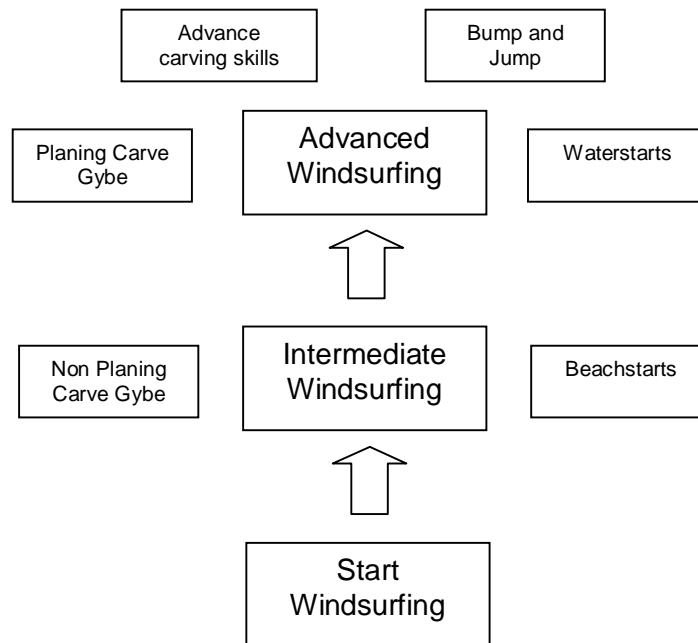 Advance
carving skills
Bump and
Jump
Planing Carve
Gybe
Advanced
Windsurfing
Waterstarts
Non Planing
Carve Gybe
Intermediate
Windsurfing
Beachstarts
Start
Windsurfing